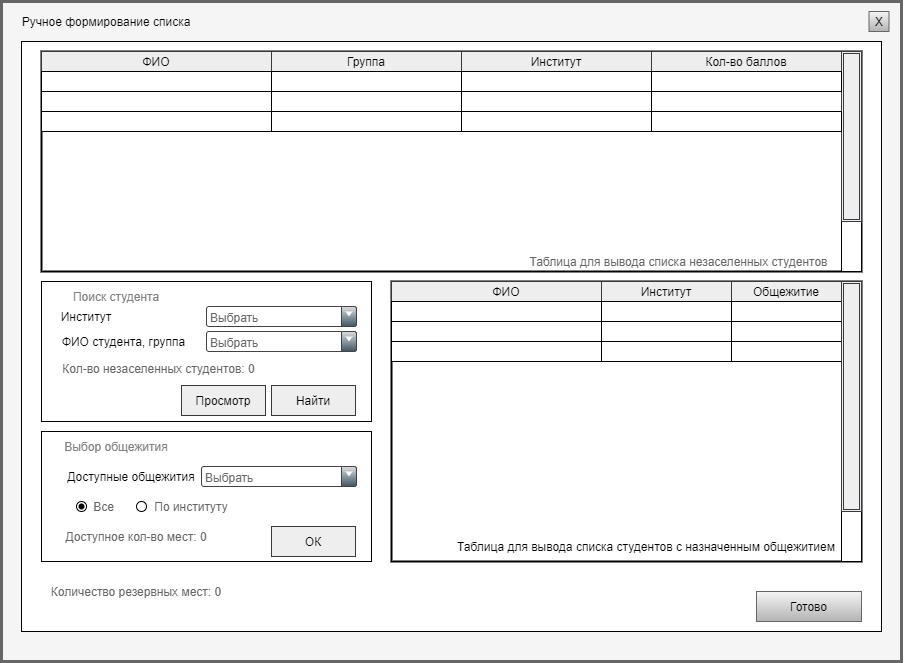 Ручное формирование списка X
ФИО Группа Институт Кол-во баллов
Таблица для вывода списка незаселенных студентов
Поиск студента
Институт Выбрать
ФИО студента, группа Выбрать
Кол-во незаселенных студентов: 0
Просмотр Найти
ФИО Институт Общежитие
Таблица для вывода списка студентов с назначенным общежитием
Выбор общежития
Доступные общежития Выбрать
Все По институту
Доступное кол-во мест: 0
ОК
Количество резервных мест: 0
Готово